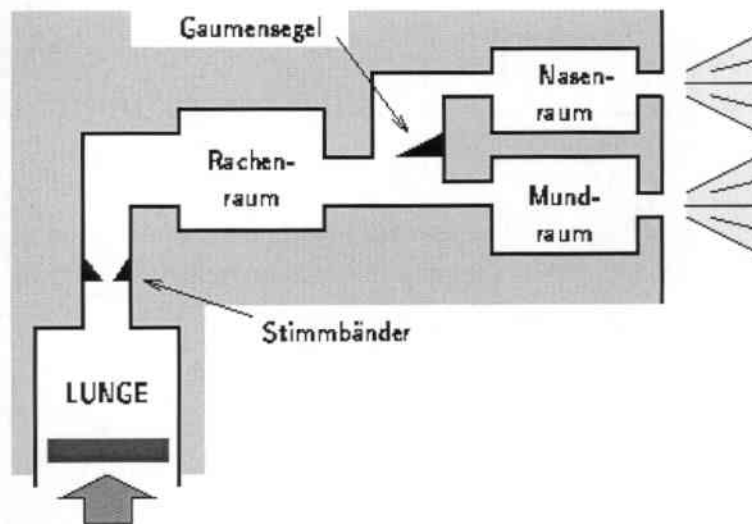 Gaumensegel
Nasen-
raum
Rachen-
raum
Mund-
raum
Stimmbänder
LUNGE